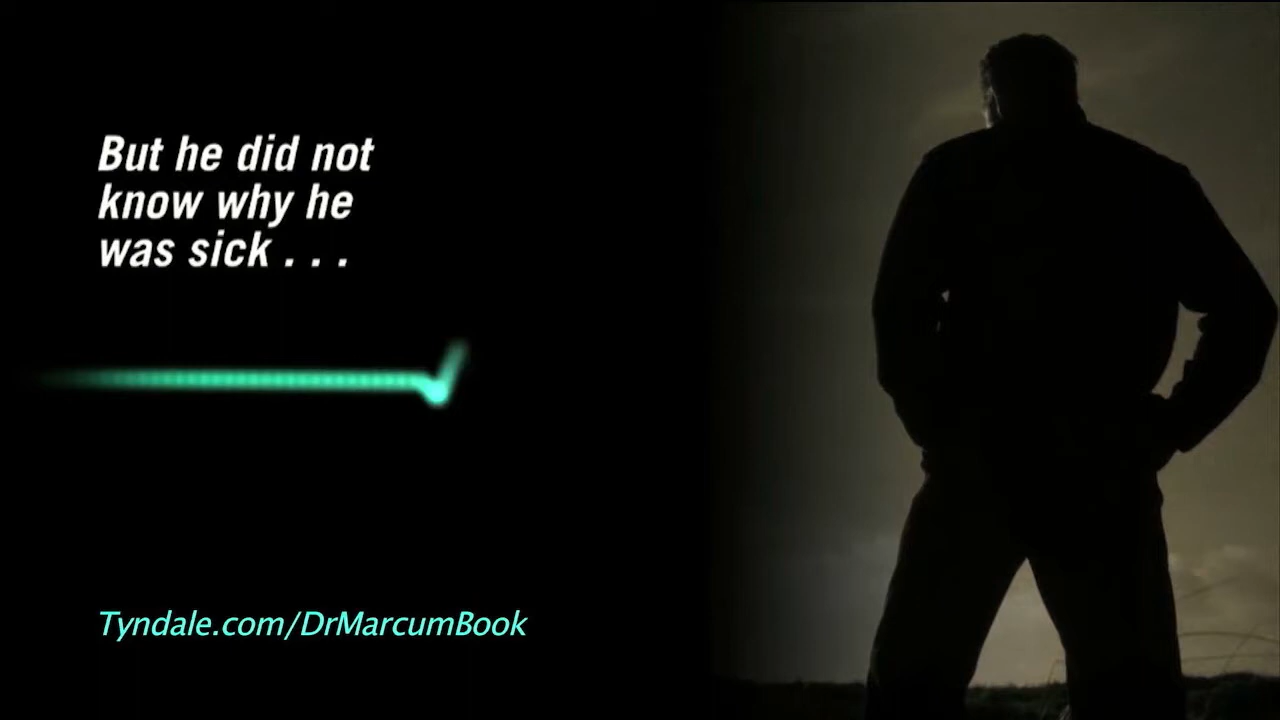 But he did not
know why he
was sick . . .
Tyndale.com/DrMarcumBook